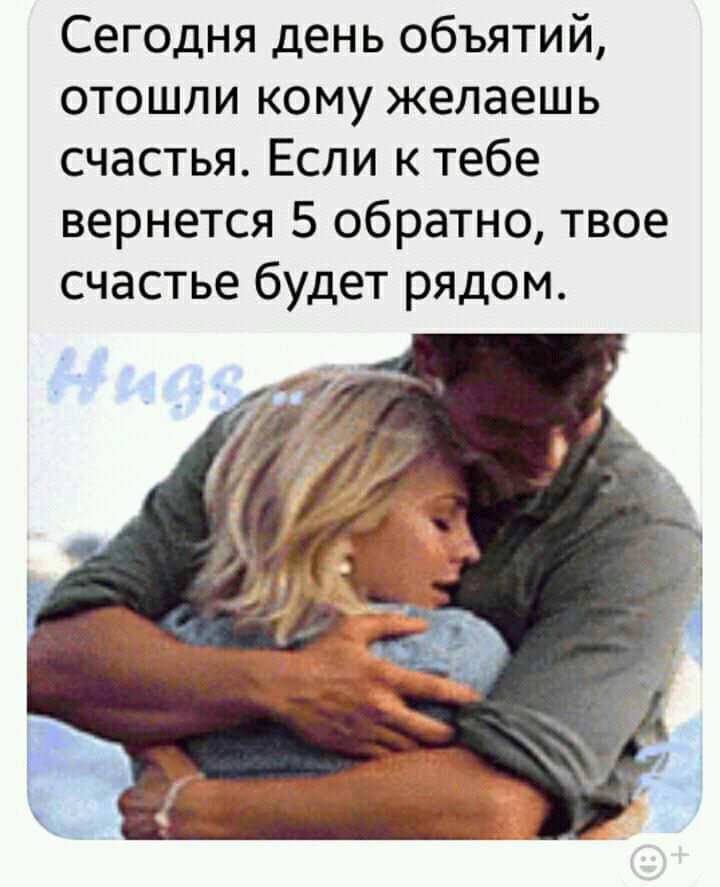 Сегодня день объятий,
отошли кому желаешь
счастья. Если к тебе
вернется 5 обратно, твое
счастье будет рядом.
Hugs...